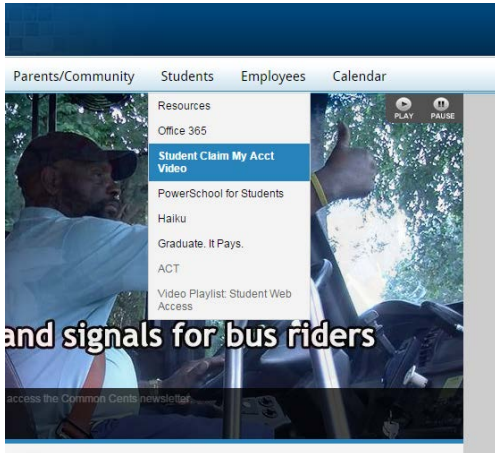 Parents/Community Students Employees Calendar
Resources
Office 365
Student Claim My Acct
Video
PowerSchool for Students
Haiku
Graduate. It Pays.
ACT
Video Playlist: Student Web
Access
PLAY PAUSE
and signals for bus riders
access the Common Cents newsletter